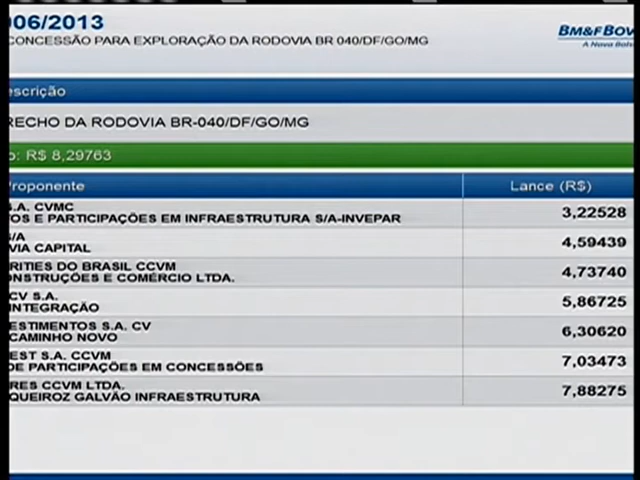 006/2013
CONCESSÃO PARA EXPLORAÇÃO DA RODOVIA BR 040/DF/GO/MG
BM&F BOV
A Nova Bols
escrição
RECHO DA RODOVIA BR-040/DF/GO/MG
o: R$ 8,29763
Proponente Lance (R$)
S.A. CVMC
TOS E PARTICIPAÇÕES EM INFRAESTRUTURA S/A-INVEPAR 3,22528
S/A
VIA CAPITAL 4,59439
RITIES DO BRASIL CCVM
ONSTRUÇÕES E COMÉRCIO LTDA. 4,73740
CV S.A.
INTEGRAÇÃO 5,86725
ESTIMENTOS S.A. CV
CAMINHO NOVO 6,30620
EST S.A. CCVM
DE PARTICIPAÇÕES EM CONCESSÕES 7,03473
RES CCVM LTDA.
QUEIROZ GALVÃO INFRAESTRUTURA 7,88275